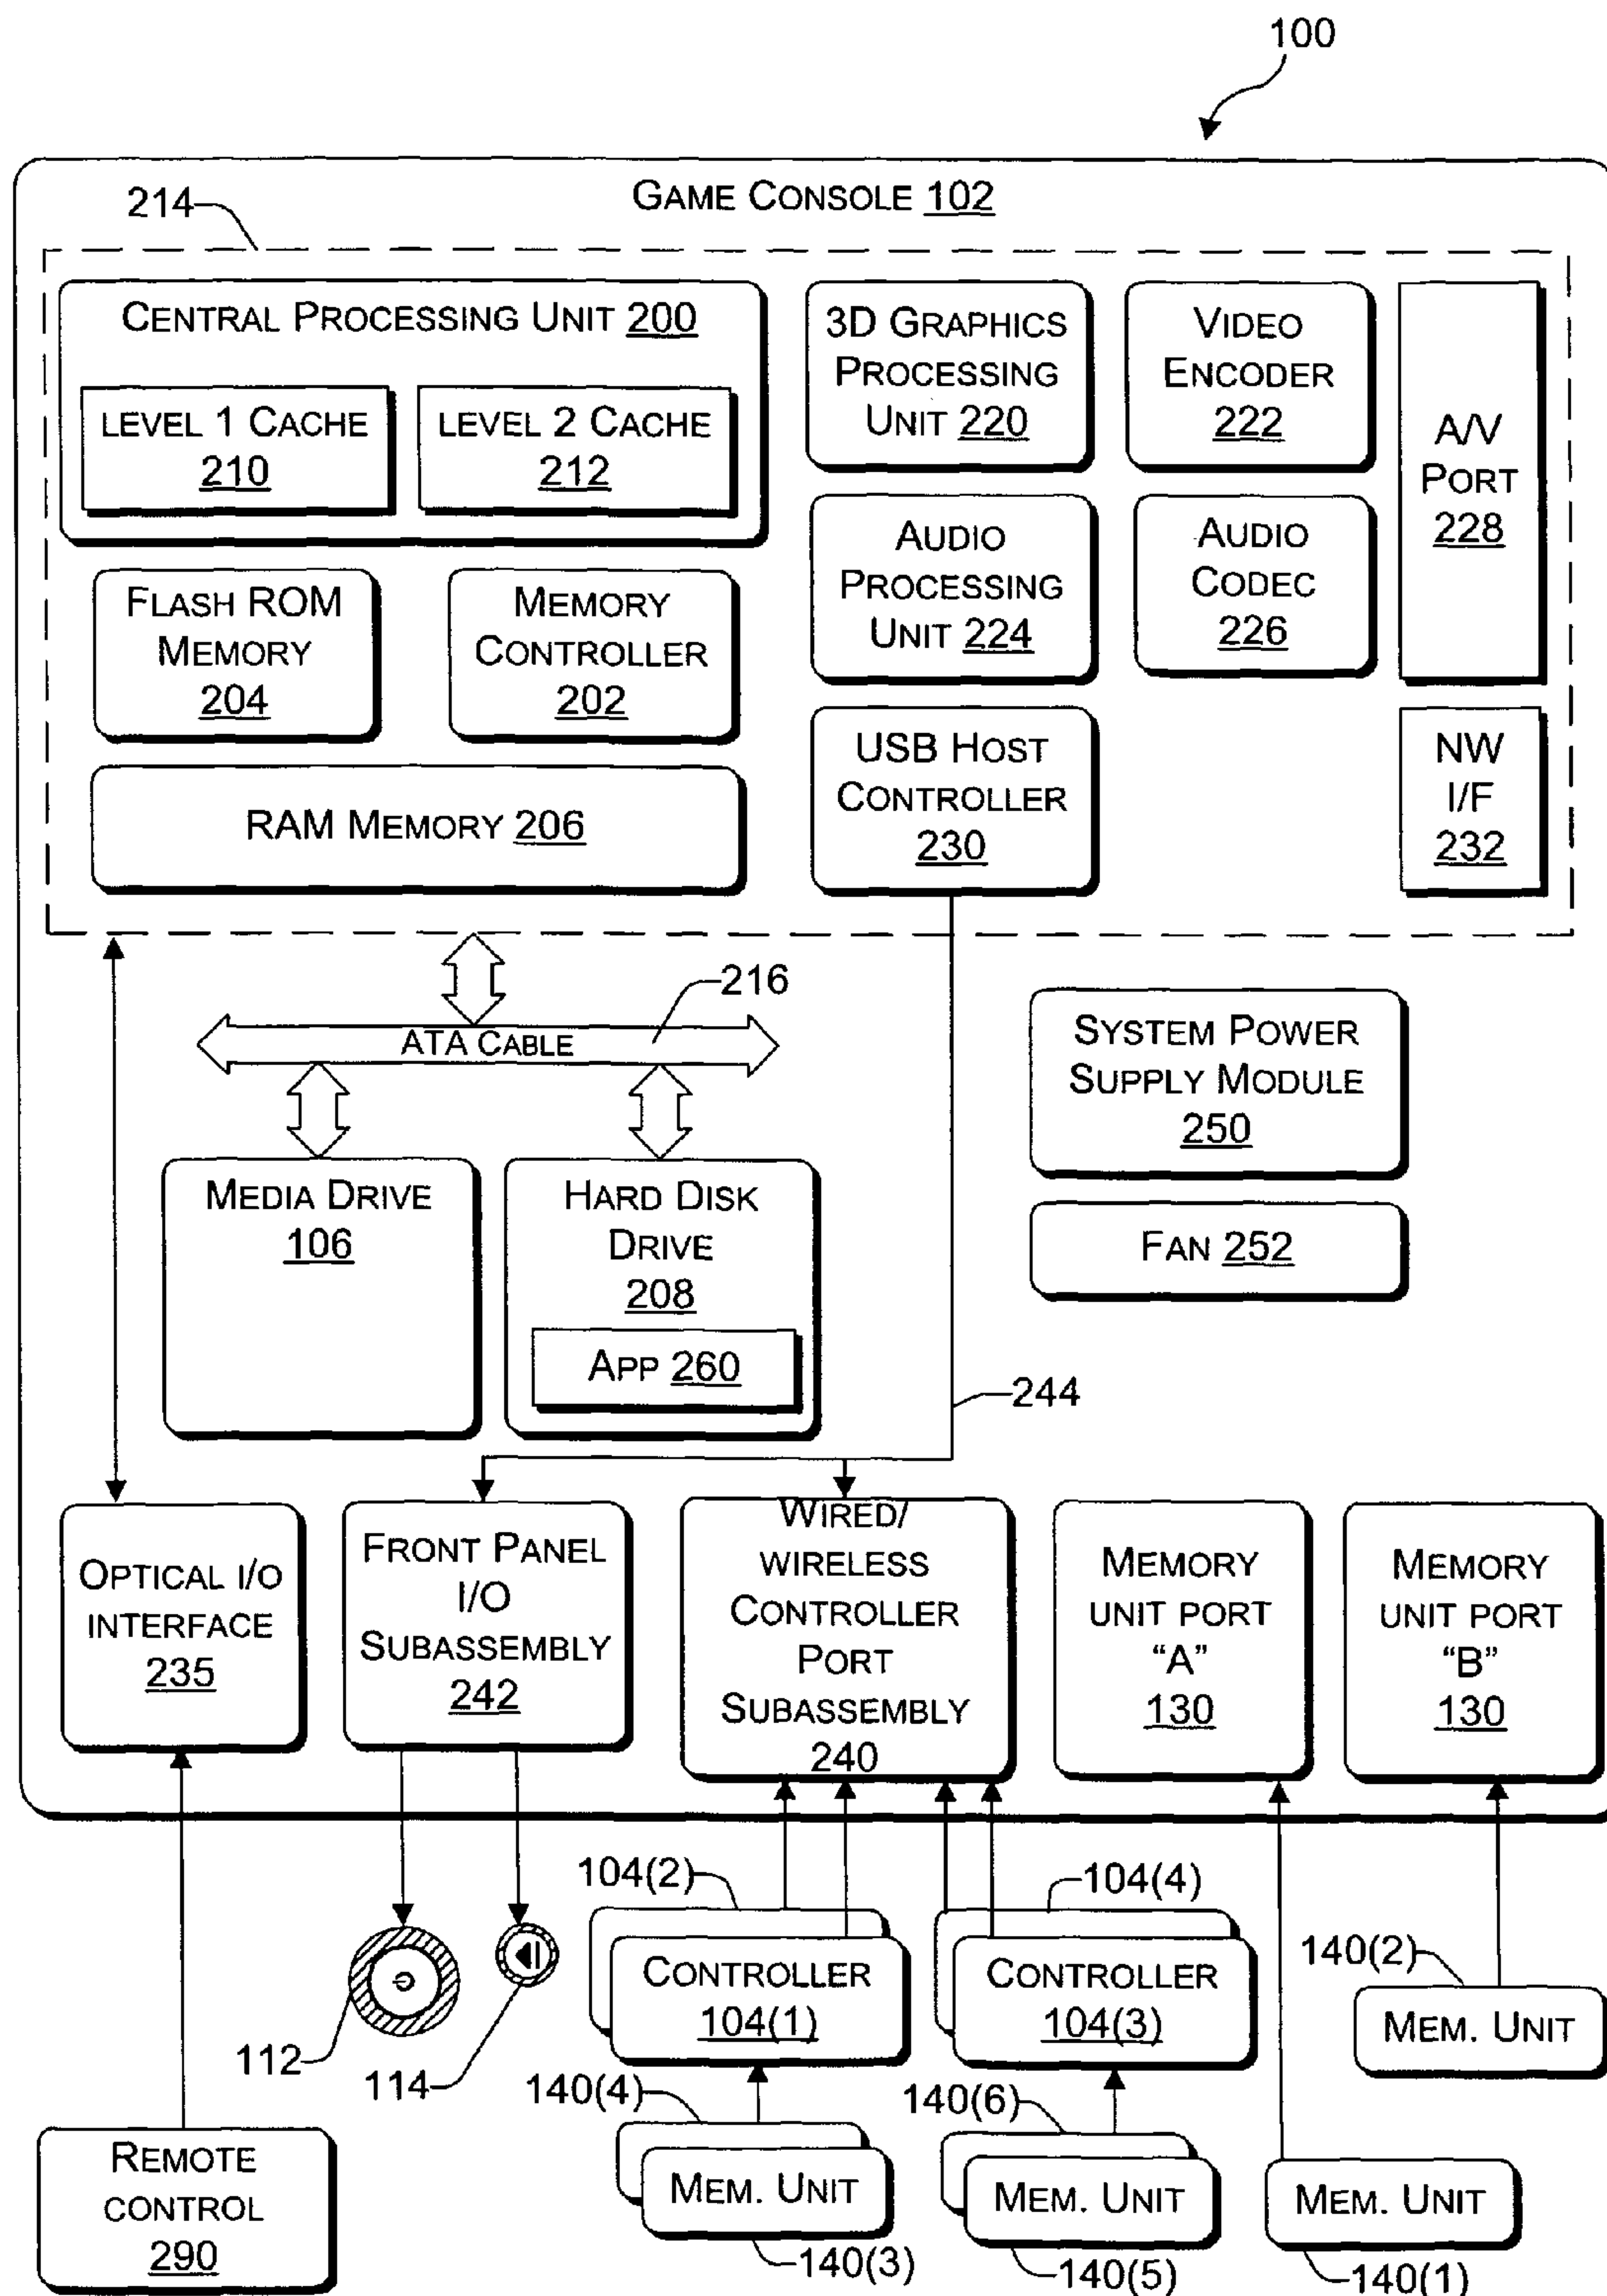 100
GAME CONSOLE 102
214
CENTRAL PROCESSING UNIT 200
LEVEL 1 CACHE
210
LEVEL 2 CACHE
212
3D GRAPHICS
PROCESSING
UNIT 220
VIDEO
ENCODER
222
A/V
PORT
228
FLASH ROM
MEMORY
204
MEMORY
CONTROLLER
202
AUDIO
PROCESSING
UNIT 224
AUDIO
CODEC
226
RAM MEMORY 206
USB HOST
CONTROLLER
230
NW
I/F
232
216
ATA CABLE
SYSTEM POWER
SUPPLY MODULE
250
MEDIA DRIVE
106
HARD DISK
DRIVE
208
APP 260
FAN 252
244
OPTICAL I/O
INTERFACE
235
FRONT PANEL
I/O
SUBASSEMBLY
242
WIRED/
WIRELESS
CONTROLLER
PORT
SUBASSEMBLY
240
MEMORY
UNIT PORT
“A”
130
MEMORY
UNIT PORT
“B”
130
104(2)
104(4)
CONTROLLER
104(1)
CONTROLLER
104(3)
140(2)
MEM. UNIT
112
114
140(4)
140(6)
REMOTE
CONTROL
290
MEM. UNIT
140(3)
MEM. UNIT
140(5)
MEM. UNIT
140(1)